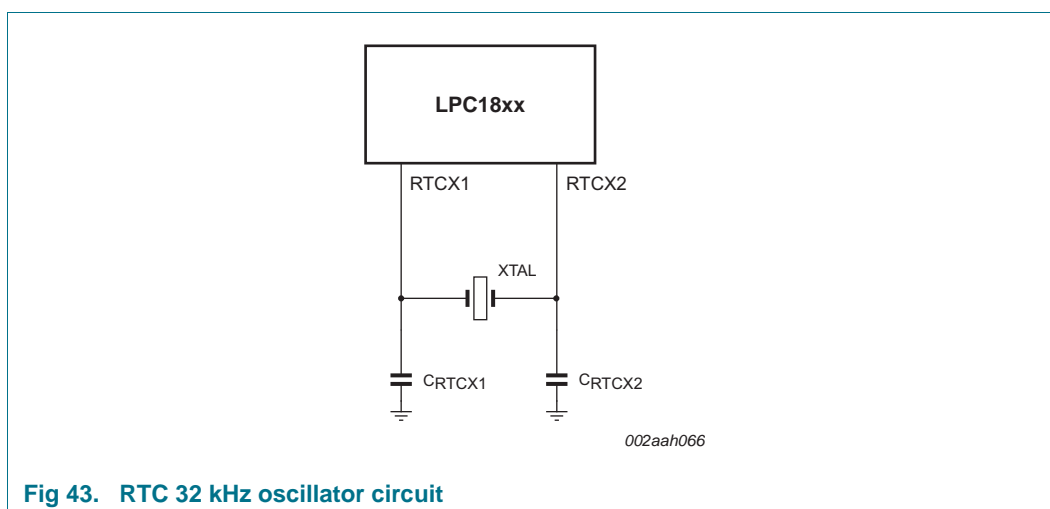 LPC18xx
RTCX1 RTCX2
XTAL
CRTCX1 CRTCX2
002aah066
Fig 43. RTC 32 kHz oscillator circuit